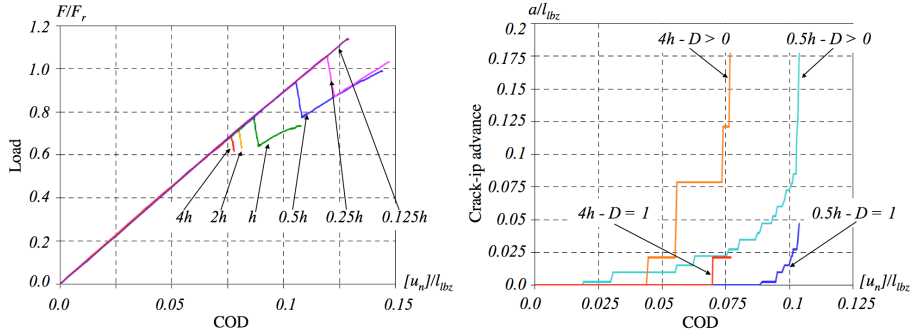 F/F_r
1.2
1.0
0.8
0.6
0.4
0.2
0.0
Load
4h 2h h 0.5h 0.25h 0.125h
0.0 0.05 0.1 0.15
[u_n]/l_lbz
COD
a/l_lbz
4h - D > 0 0.5h - D > 0
0.175
0.15
0.125
0.1
0.075
0.05
0.025
0.0
Crack-ip advance
4h - D = 1
0.5h - D = 1
0.0 0.025 0.05 0.075 0.1 0.125
[u_n]/l_lbz
COD